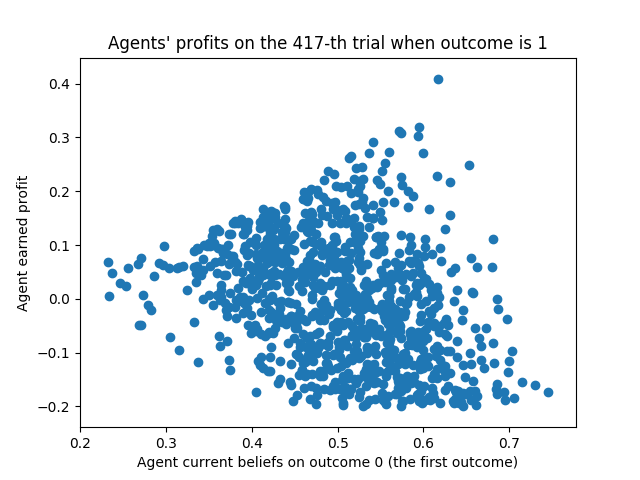 Agents' profits on the 417-th trial when outcome is 1
0.4
0.3
0.2
0.1
0.0
−0.1
−0.2
Agent earned profit
0.2 0.3 0.4 0.5 0.6 0.7
Agent current beliefs on outcome 0 (the first outcome)